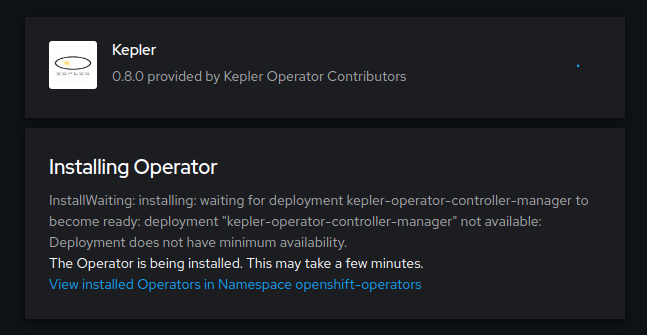 Kepler
KEPLER
0.8.0 provided by Kepler Operator Contributors
Installing Operator
InstallWaiting: installing: waiting for deployment kepler-operator-controller-manager to
become ready: deployment "kepler-operator-controller-manager" not available:
Deployment does not have minimum availability.
The Operator is being installed. This may take a few minutes.
View installed Operators in Namespace openshift-operators